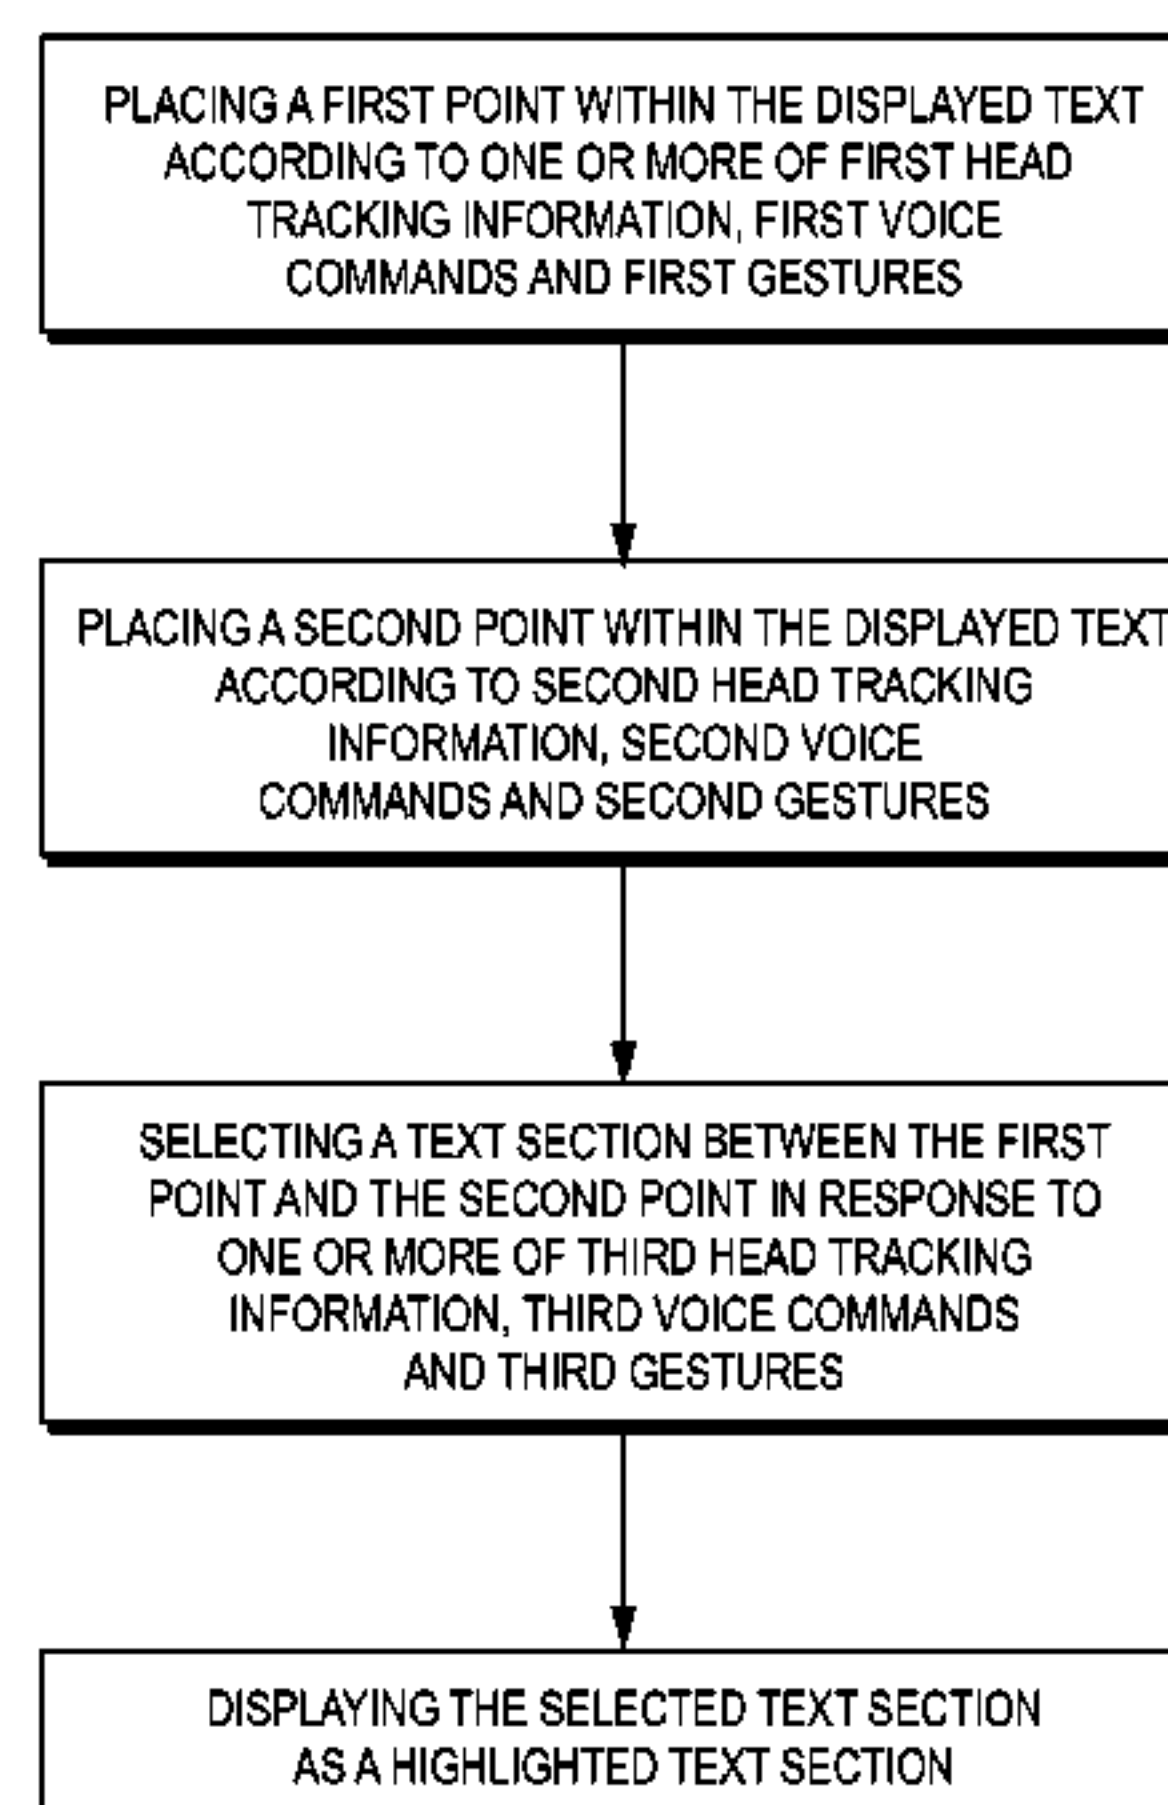 PLACING A FIRST POINT WITHIN THE DISPLAYED TEXT
ACCORDING TO ONE OR MORE OF FIRST HEAD
TRACKING INFORMATION, FIRST VOICE
COMMANDS AND FIRST GESTURES
PLACING A SECOND POINT WITHIN THE DISPLAYED TEXT
ACCORDING TO SECOND HEAD TRACKING
INFORMATION, SECOND VOICE
COMMANDS AND SECOND GESTURES
SELECTING A TEXT SECTION BETWEEN THE FIRST
POINT AND THE SECOND POINT IN RESPONSE TO
ONE OR MORE OF THIRD HEAD TRACKING
INFORMATION, THIRD VOICE COMMANDS
AND THIRD GESTURES
DISPLAYING THE SELECTED TEXT SECTION
AS A HIGHLIGHTED TEXT SECTION